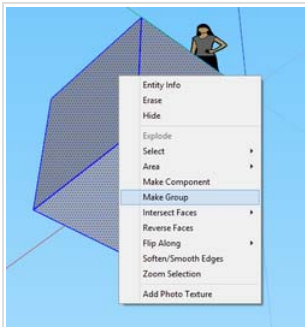 Entity Info
Erase
Hide
Explode
Select
Area
Make Component
Make Group
Intersect Faces
Reverse Faces
Flip Along
Soften/Smooth Edges
Zoom Selection
Add Photo Texture